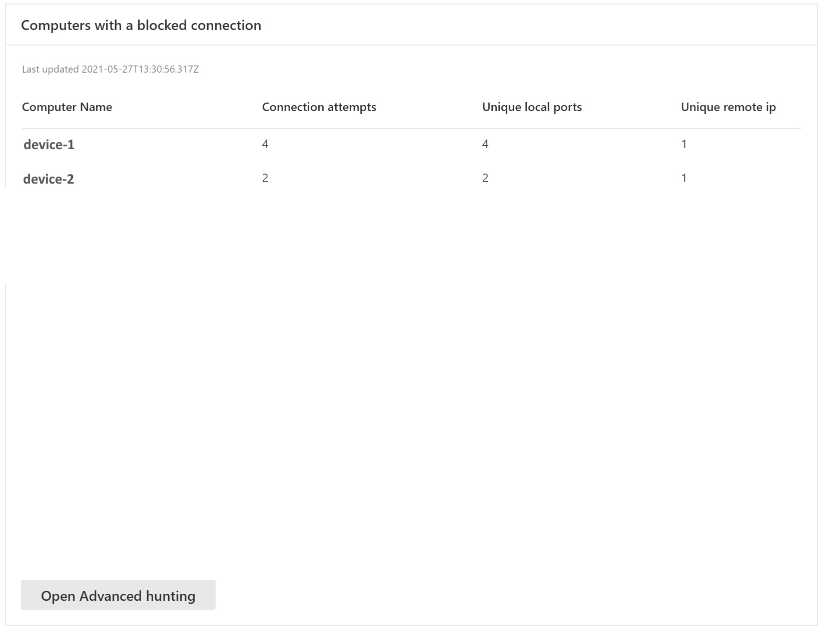 Computers with a blocked connection
Last updated 2021-05-27T13:30:56.317Z
Computer Name Connection attempts Unique local ports Unique remote ip
device-1 4 4 1
device-2 2 2 1
Open Advanced hunting